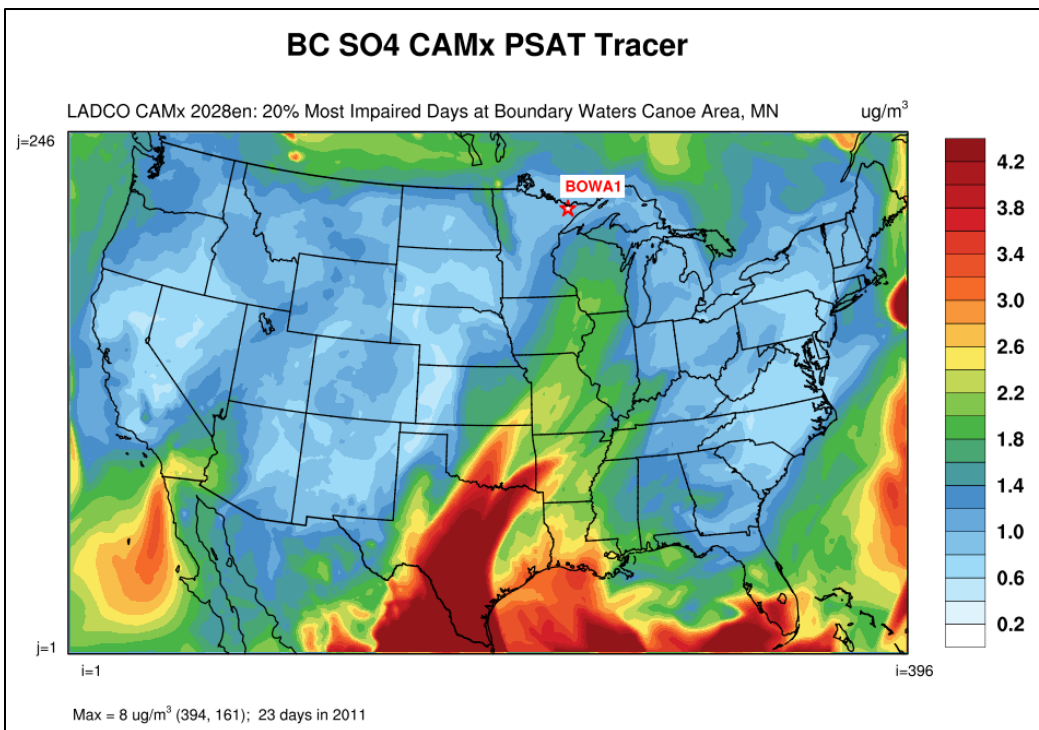 BC SO4 CAMx PSAT Tracer
LADCO CAMx 2028en: 20% Most Impaired Days at Boundary Waters Canoe Area, MN
ug/m³
j=246
BOWA1
4.2
3.8
3.4
3.0
2.6
2.2
1.8
1.4
1.0
0.6
0.2
j=1
i=1
i=396
Max = 8 ug/m³ (394, 161); 23 days in 2011